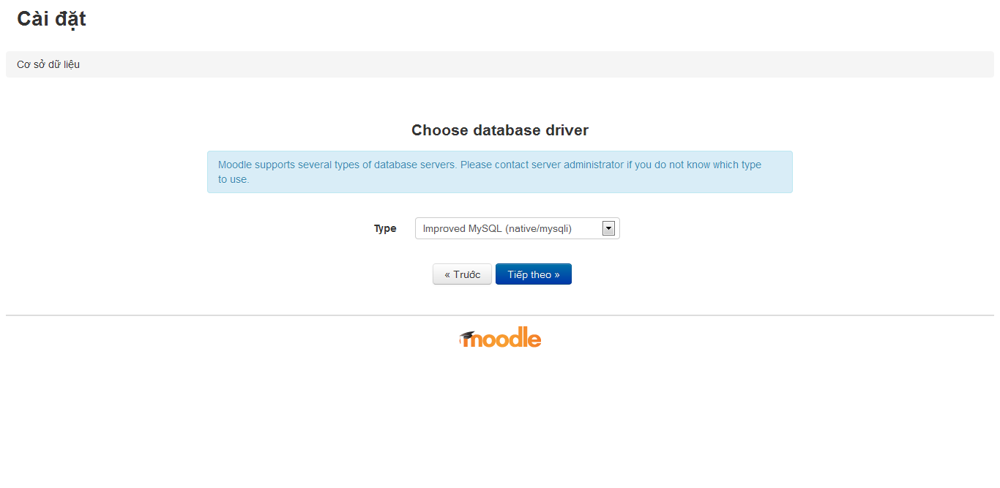 Cài đặt
Cơ sở dữ liệu
Choose database driver
Moodle supports several types of database servers. Please contact server administrator if you do not know which type
to use.
Type Improved MySQL (native/mysqli)
« Trước Tiếp theo »
moodle